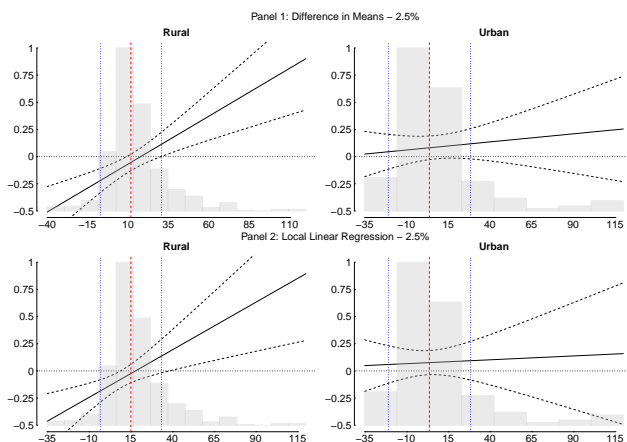 Panel 1: Difference in Means – 2.5%
Rural Urban
1 1
0.75 0.75
0.5 0.5
0.25 0.25
0 0
−0.25 −0.25
−0.5 −0.5
−40 −15 10 35 60 85 110 −35 −10 15 40 65 90 115
Panel 2: Local Linear Regression – 2.5%
Rural Urban
1 1
0.75 0.75
0.5 0.5
0.25 0.25
0 0
−0.25 −0.25
−0.5 −0.5
−35 −10 15 40 65 90 115 −35 −10 15 40 65 90 115